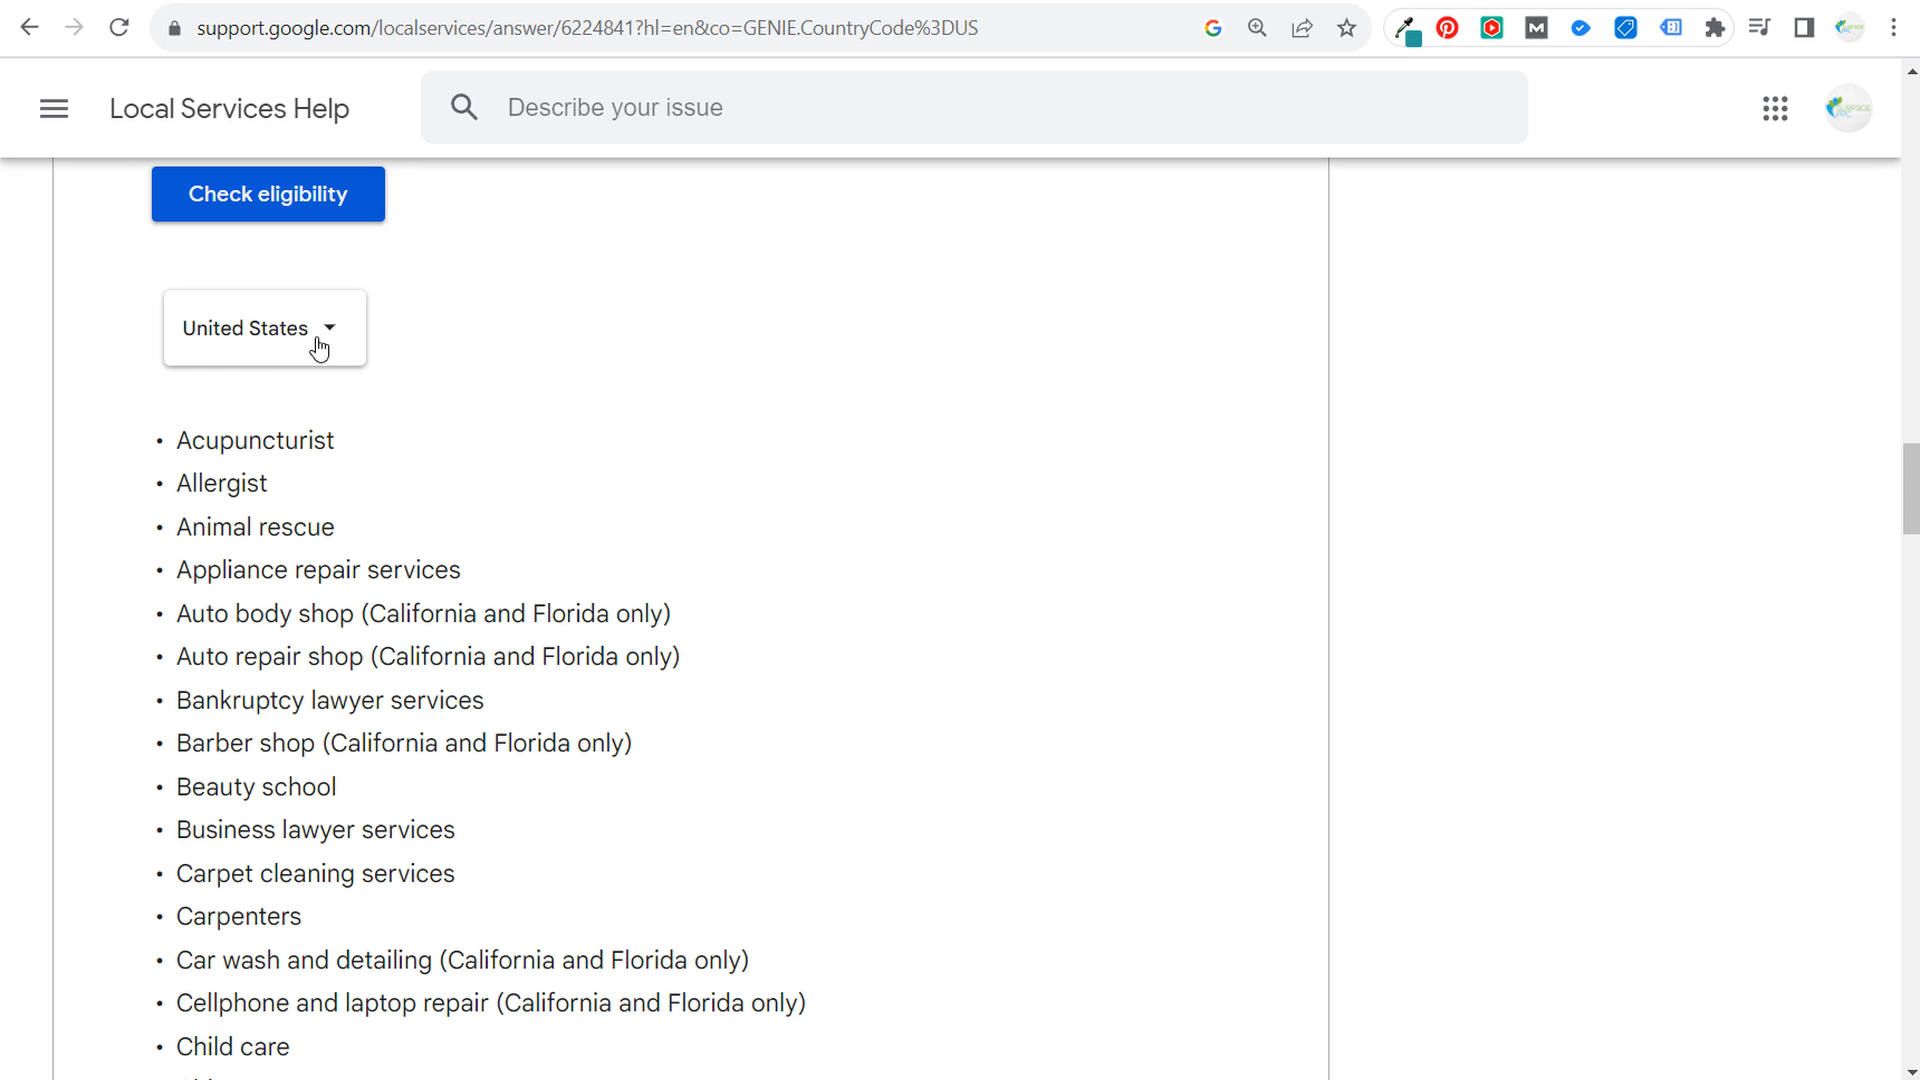 support.google.com/localservices/answer/6224841?hl=en&co=GENIE.CountryCode%3DUS
Local Services Help
Describe your issue
Check eligibility
United States
• Acupuncturist
• Allergist
• Animal rescue
• Appliance repair services
• Auto body shop (California and Florida only)
• Auto repair shop (California and Florida only)
• Bankruptcy lawyer services
• Barber shop (California and Florida only)
• Beauty school
• Business lawyer services
• Carpet cleaning services
• Carpenters
• Car wash and detailing (California and Florida only)
• Cellphone and laptop repair (California and Florida only)
• Child care